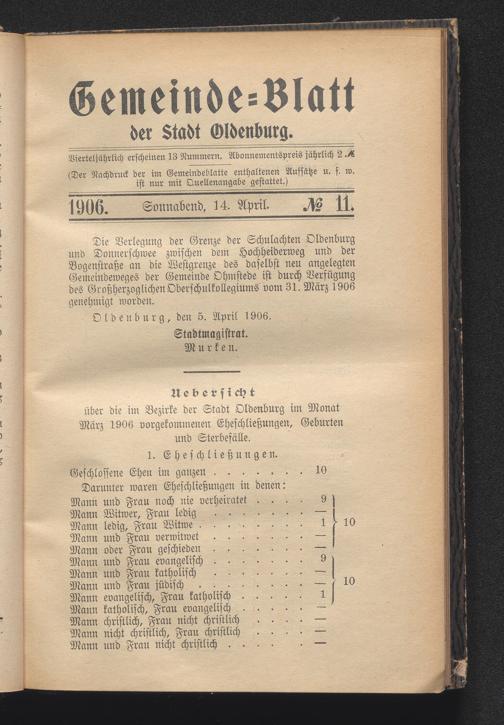 Gemeinde=Blatt
der Stadt Oldenburg.
Vierteljährlich erscheinen 13 Nummern. Abonnementspreis jährlich 2 ℳ
(Der Nachdruck der im Gemeindeblatte enthaltenen Aufsätze u. s. w.
ist nur mit Quellenangabe gestattet.)
1906. Sonnabend, 14. April. № 11.
Die Verlegung der Grenze der Schulachten Oldenburg
und Donnerschwee zwischen dem Hochheiderweg und der
Bogenstraße an die Westgrenze des daselbst neu angelegten
Gemeindeweges der Gemeinde Ohmstede ist durch Verfügung
des Großherzoglichen Oberschulkollegiums vom 31. März 1906
genehmigt worden.
Oldenburg, den 5. April 1906.
Stadtmagistrat.
Murken.
Uebersicht
über die im Bezirke der Stadt Oldenburg im Monat
März 1906 vorgekommenen Eheschließungen, Geburten
und Sterbefälle.
1. Eheschließungen.
Geschlossene Ehen im ganzen . . . . . . . 10
Darunter waren Eheschließungen in denen:
Mann und Frau noch nie verheiratet . . . . 9
Mann Witwer, Frau ledig . . . . . . . —
Mann ledig, Frau Witwe . . . . . . . . 1 } 10
Mann und Frau verwitwet . . . . . . . —
Mann oder Frau geschieden . . . . . . . —
Mann und Frau evangelisch . . . . . . . 9
Mann und Frau katholisch . . . . . . . —
Mann und Frau jüdisch . . . . . . . . — } 10
Mann evangelisch, Frau katholisch . . . . . 1
Mann katholisch, Frau evangelisch . . . . . —
Mann christlich, Frau nicht christlich . . . . —
Mann nicht christlich, Frau christlich . . . . —
Mann und Frau nicht christlich . . . . . . —